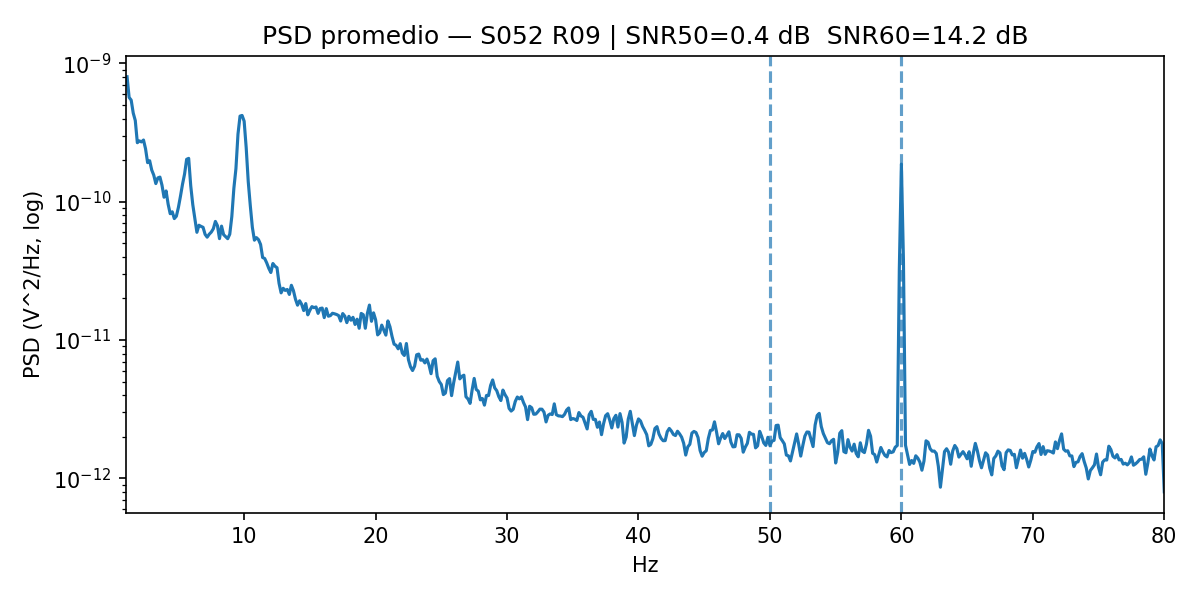 PSD promedio — S052 R09 | SNR50=0.4 dB  SNR60=14.2 dB
10⁻⁹
10⁻¹⁰
10⁻¹¹
10⁻¹²
PSD (V^2/Hz, log)
10 20 30 40 50 60 70 80
Hz